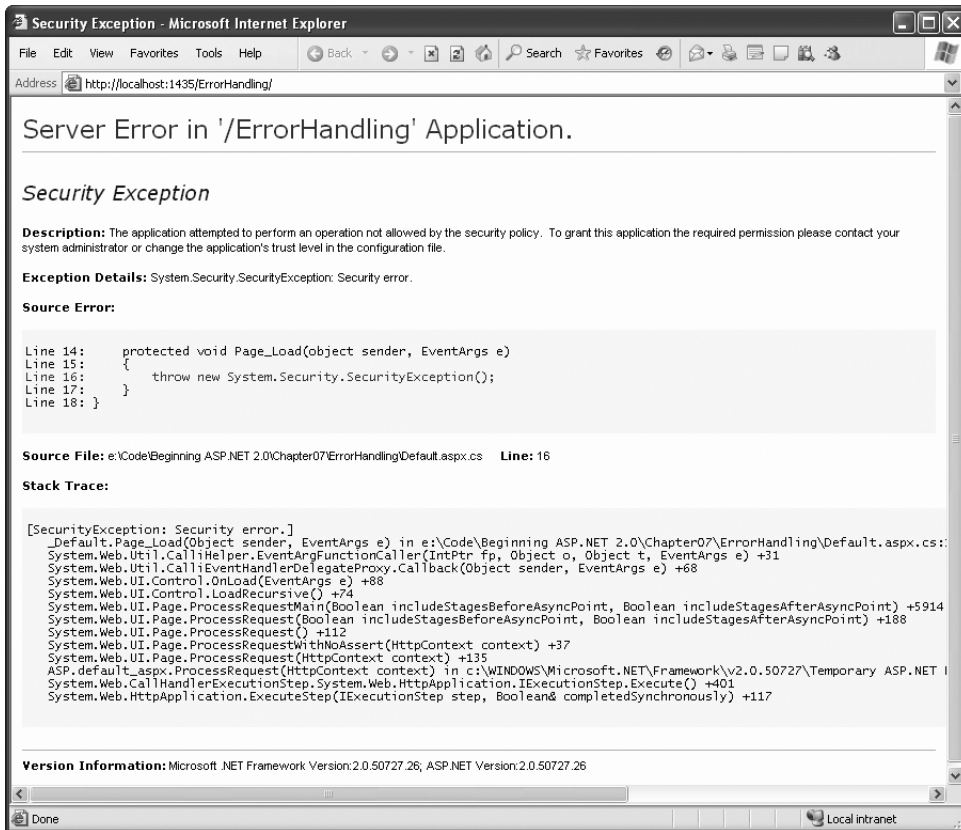 Security Exception - Microsoft Internet Explorer
File Edit View Favorites Tools Help Back Search Favorites
Address http://localhost:1435/ErrorHandling/
Server Error in '/ErrorHandling' Application.
Security Exception
Description: The application attempted to perform an operation not allowed by the security policy. To grant this application the required permission please contact your
system administrator or change the application's trust level in the configuration file.
Exception Details: System.Security.SecurityException: Security error.
Source Error:
Line 14: protected void Page_Load(object sender, EventArgs e)
Line 15: {
Line 16: throw new System.Security.SecurityException();
Line 17: }
Line 18: }
Source File: e:\Code\Beginning ASP.NET 2.0\Chapter07\ErrorHandling\Default.aspx.cs Line: 16
Stack Trace:
[SecurityException: Security error.]
_Default.Page_Load(Object sender, EventArgs e) in e:\Code\Beginning ASP.NET 2.0\Chapter07\ErrorHandling\Default.aspx.cs:
System.Web.Util.CalliHelper.EventArgFunctionCaller(IntPtr fp, Object o, Object t, EventArgs e) +31
System.Web.Util.CalliEventHandlerDelegateProxy.Callback(Object sender, EventArgs e) +68
System.Web.UI.Control.OnLoad(EventArgs e) +88
System.Web.UI.Control.LoadRecursive() +74
System.Web.UI.Page.ProcessRequestMain(Boolean includeStagesBeforeAsyncPoint, Boolean includeStagesAfterAsyncPoint) +5914
System.Web.UI.Page.ProcessRequest(Boolean includeStagesBeforeAsyncPoint, Boolean includeStagesAfterAsyncPoint) +188
System.Web.UI.Page.ProcessRequest() +112
System.Web.UI.Page.ProcessRequestWithNoAssert(HttpContext context) +37
System.Web.UI.Page.ProcessRequest(HttpContext context) +135
ASP.default_aspx.ProcessRequest(HttpContext context) in c:\WINDOWS\Microsoft.NET\Framework\v2.0.50727\Temporary ASP.NET
System.Web.CallHandlerExecutionStep.System.Web.HttpApplication.IExecutionStep.Execute() +401
System.Web.HttpApplication.ExecuteStep(IExecutionStep step, Boolean& completedSynchronously) +117
Version Information: Microsoft .NET Framework Version:2.0.50727.26; ASP.NET Version:2.0.50727.26
Done Local intranet